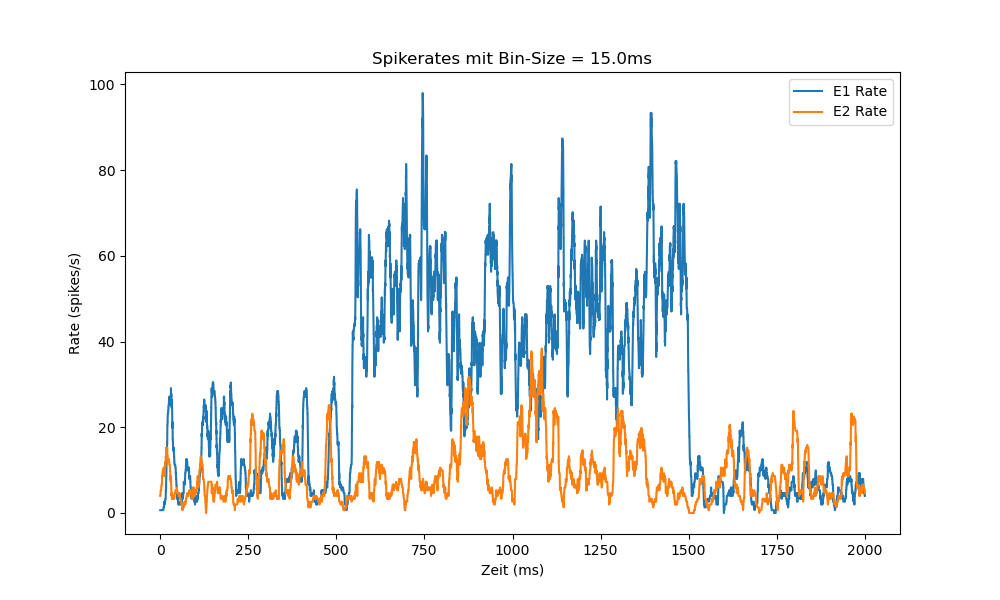 Spikerates mit Bin-Size = 15.0ms
E1 Rate
E2 Rate
Rate (spikes/s)
100
80
60
40
20
0
0 250 500 750 1000 1250 1500 1750 2000
Zeit (ms)